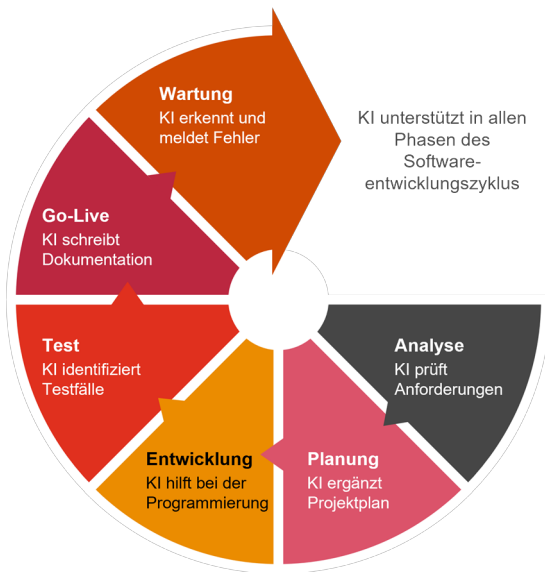 Wartung
KI erkennt und
meldet Fehler
KI unterstützt in allen
Phasen des
Software-
entwicklungszyklus
Go-Live
KI schreibt
Dokumentation
Test
KI identifiziert
Testfälle
Analyse
KI prüft
Anforderungen
Entwicklung
KI hilft bei der
Programmierung
Planung
KI ergänzt
Projektplan